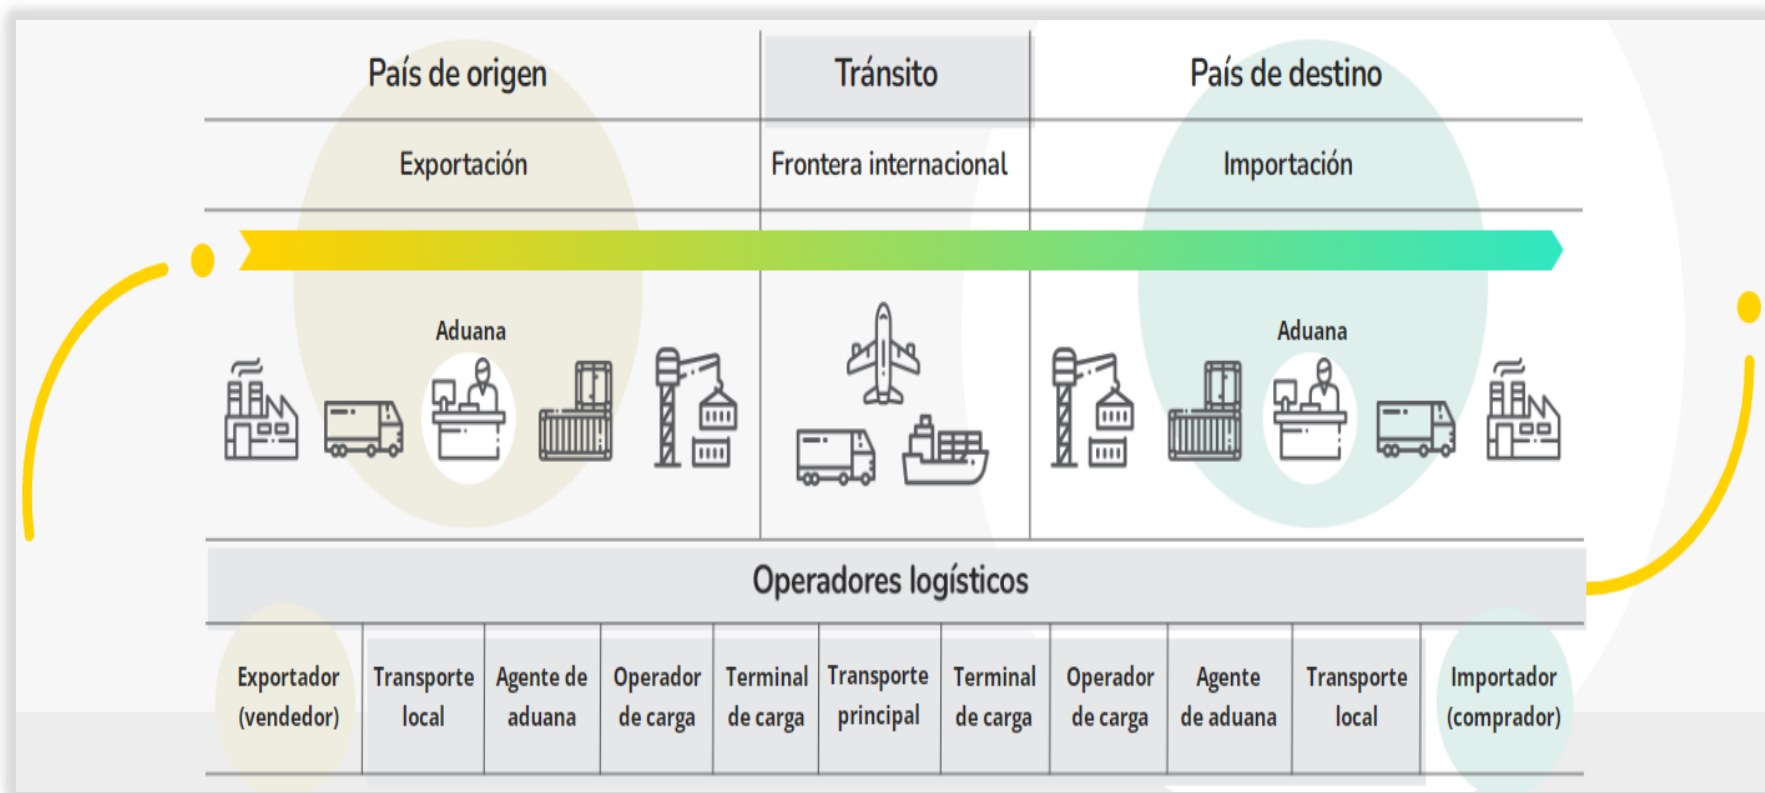 País de origen
Tránsito
País de destino
Exportación
Frontera internacional
Importación
Aduana
Aduana
Operadores logísticos
Exportador
(vendedor)
Transporte
local
Agente de
aduana
Operador
de carga
Terminal
de carga
Transporte
principal
Terminal
de carga
Operador
de carga
Agente
de aduana
Transporte
local
Importador
(comprador)